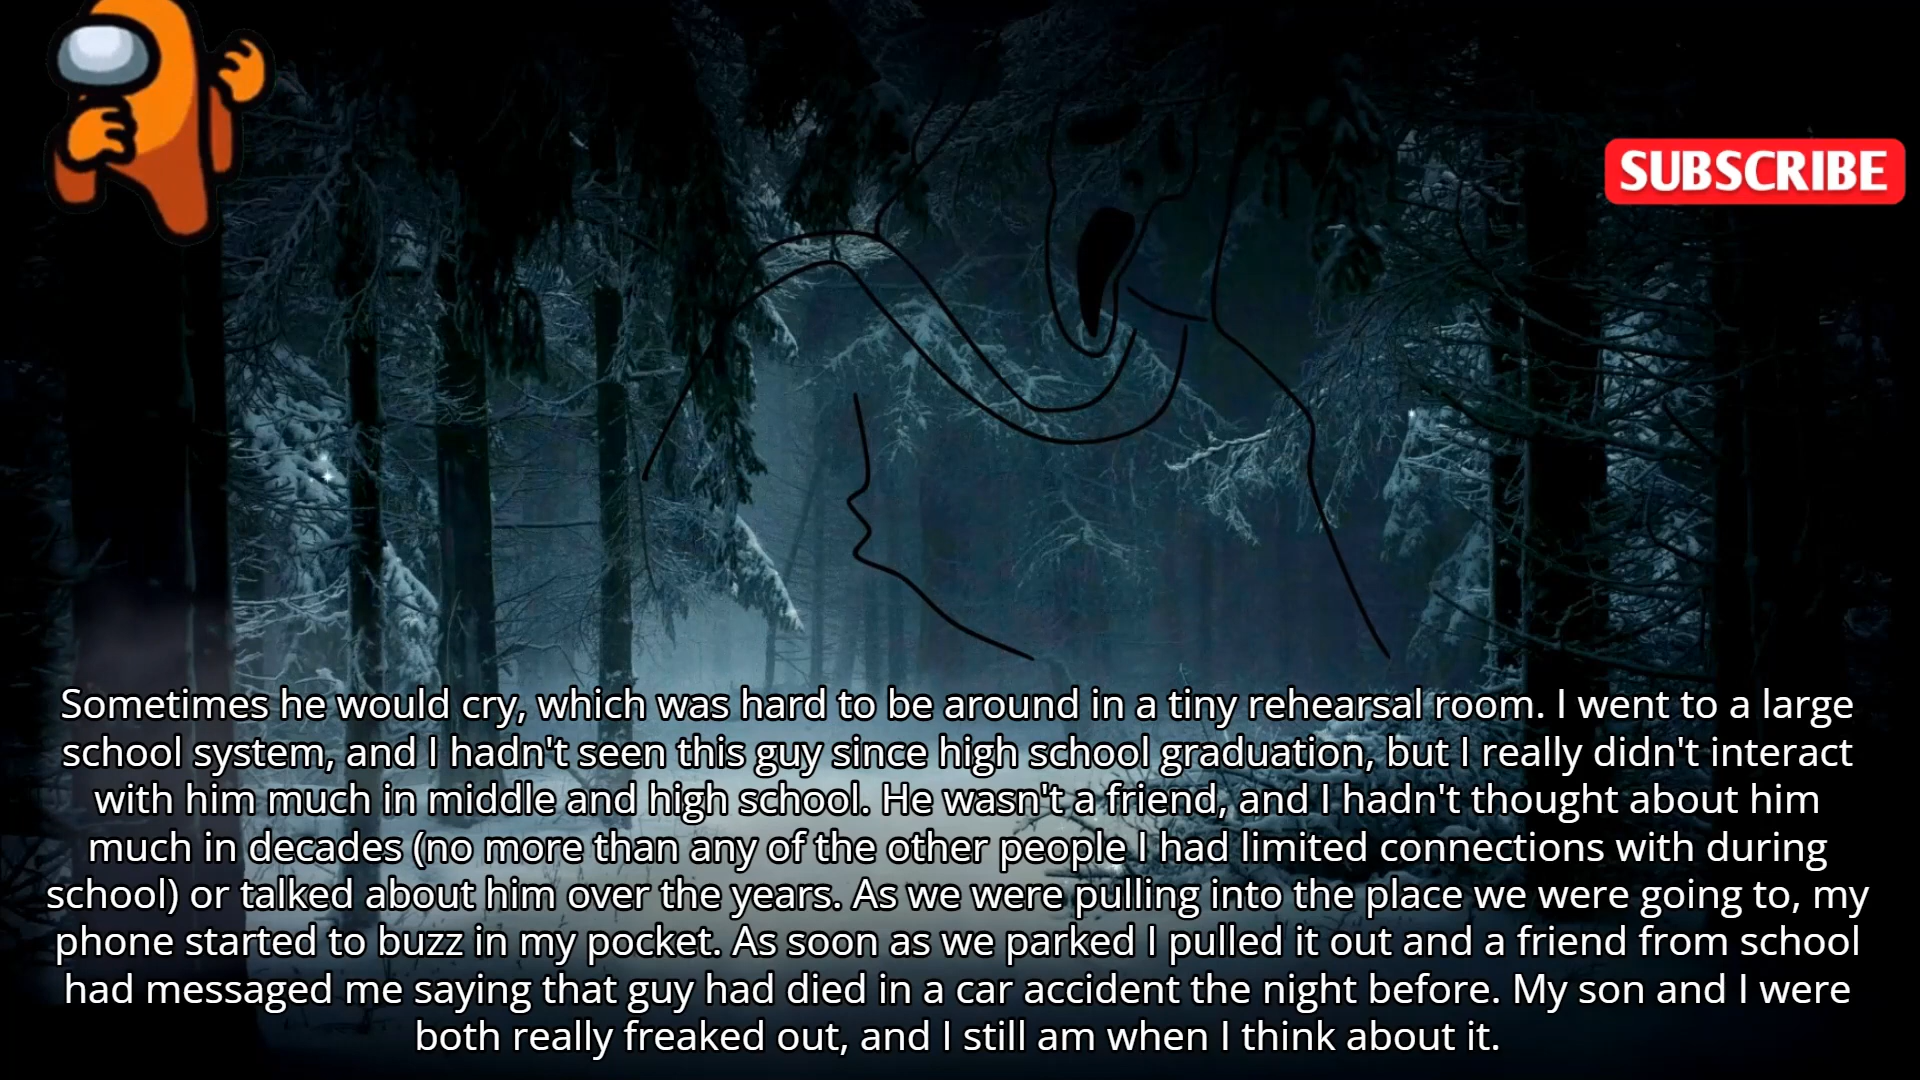 SUBSCRIBE
Sometimes he would cry, which was hard to be around in a tiny rehearsal room. I went to a large
school system, and I hadn't seen this guy since high school graduation, but I really didn't interact
with him much in middle and high school. He wasn't a friend, and I hadn't thought about him
much in decades (no more than any of the other people I had limited connections with during
school) or talked about him over the years. As we were pulling into the place we were going to, my
phone started to buzz in my pocket. As soon as we parked I pulled it out and a friend from school
had messaged me saying that guy had died in a car accident the night before. My son and I were
both really freaked out, and I still am when I think about it.